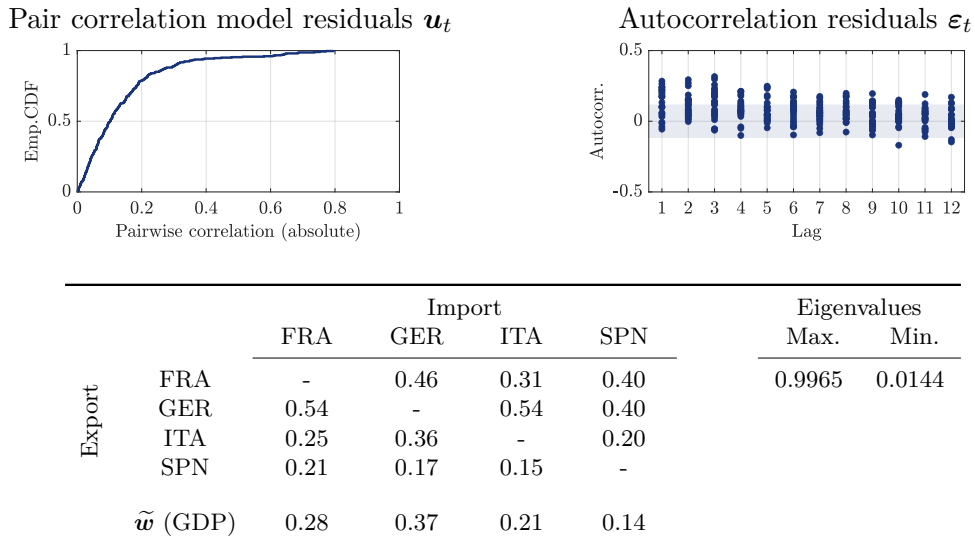 Pair correlation model residuals u_t
Autocorrelation residuals ε_t
Emp.CDF
1
0.5
0
0 0.2 0.4 0.6 0.8 1
Pairwise correlation (absolute)
Autocorr.
0.5
0
-0.5
1 2 3 4 5 6 7 8 9 10 11 12
Lag
Import Eigenvalues
FRA GER ITA SPN Max. Min.
Export
FRA - 0.46 0.31 0.40 0.9965 0.0144
GER 0.54 - 0.54 0.40
ITA 0.25 0.36 - 0.20
SPN 0.21 0.17 0.15 -
w̃ (GDP) 0.28 0.37 0.21 0.14